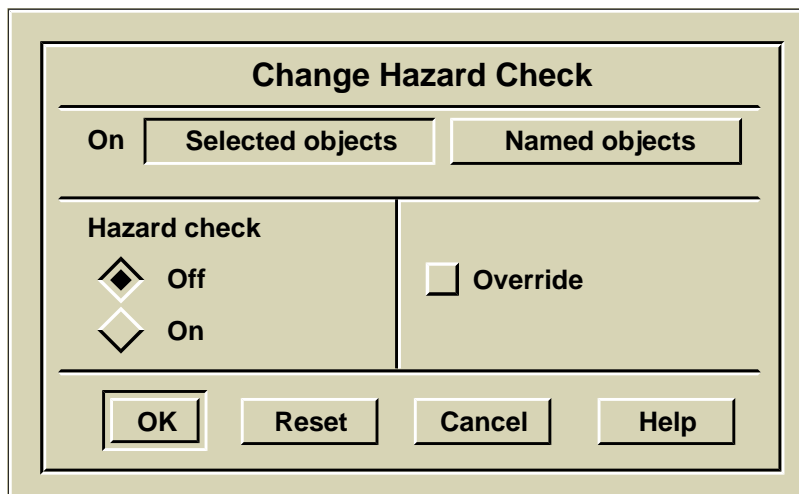 Change Hazard Check
On Selected objects Named objects
Hazard check
Off
Override
On
OK Reset Cancel Help